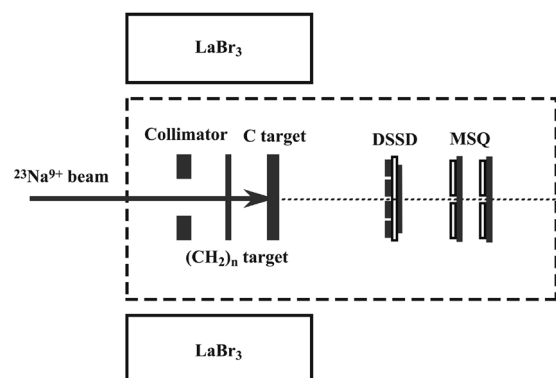 LaBr₃
Collimator
C target
DSSD
MSQ
²³Na⁹⁺ beam
(CH₂)ₙ target
LaBr₃